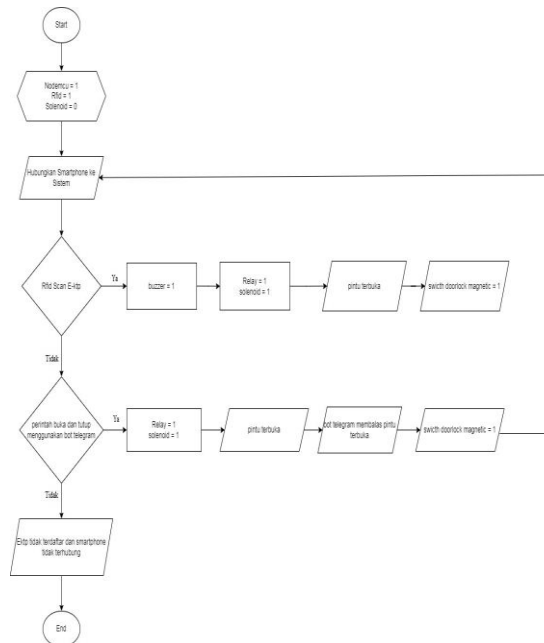 Start
Nodemcu = 1
Rfid = 1
Solenoid = 0
Hubungkan Smartphone ke
Sistem
Rfid Scan E-ktp
Ya
buzzer = 1
Relay = 1
solenoid = 1
pintu terbuka
swicth doorlock magnetic = 1
Tidak
perintah buka dan tutup
menggunakan bot telegram
Ya
Relay = 1
solenoid = 1
pintu terbuka
bot telegram membalas pintu
terbuka
swicth doorlock magnetic = 1
Tidak
Ektp tidak terdaftar dan smartphone
tidak terhubung
End